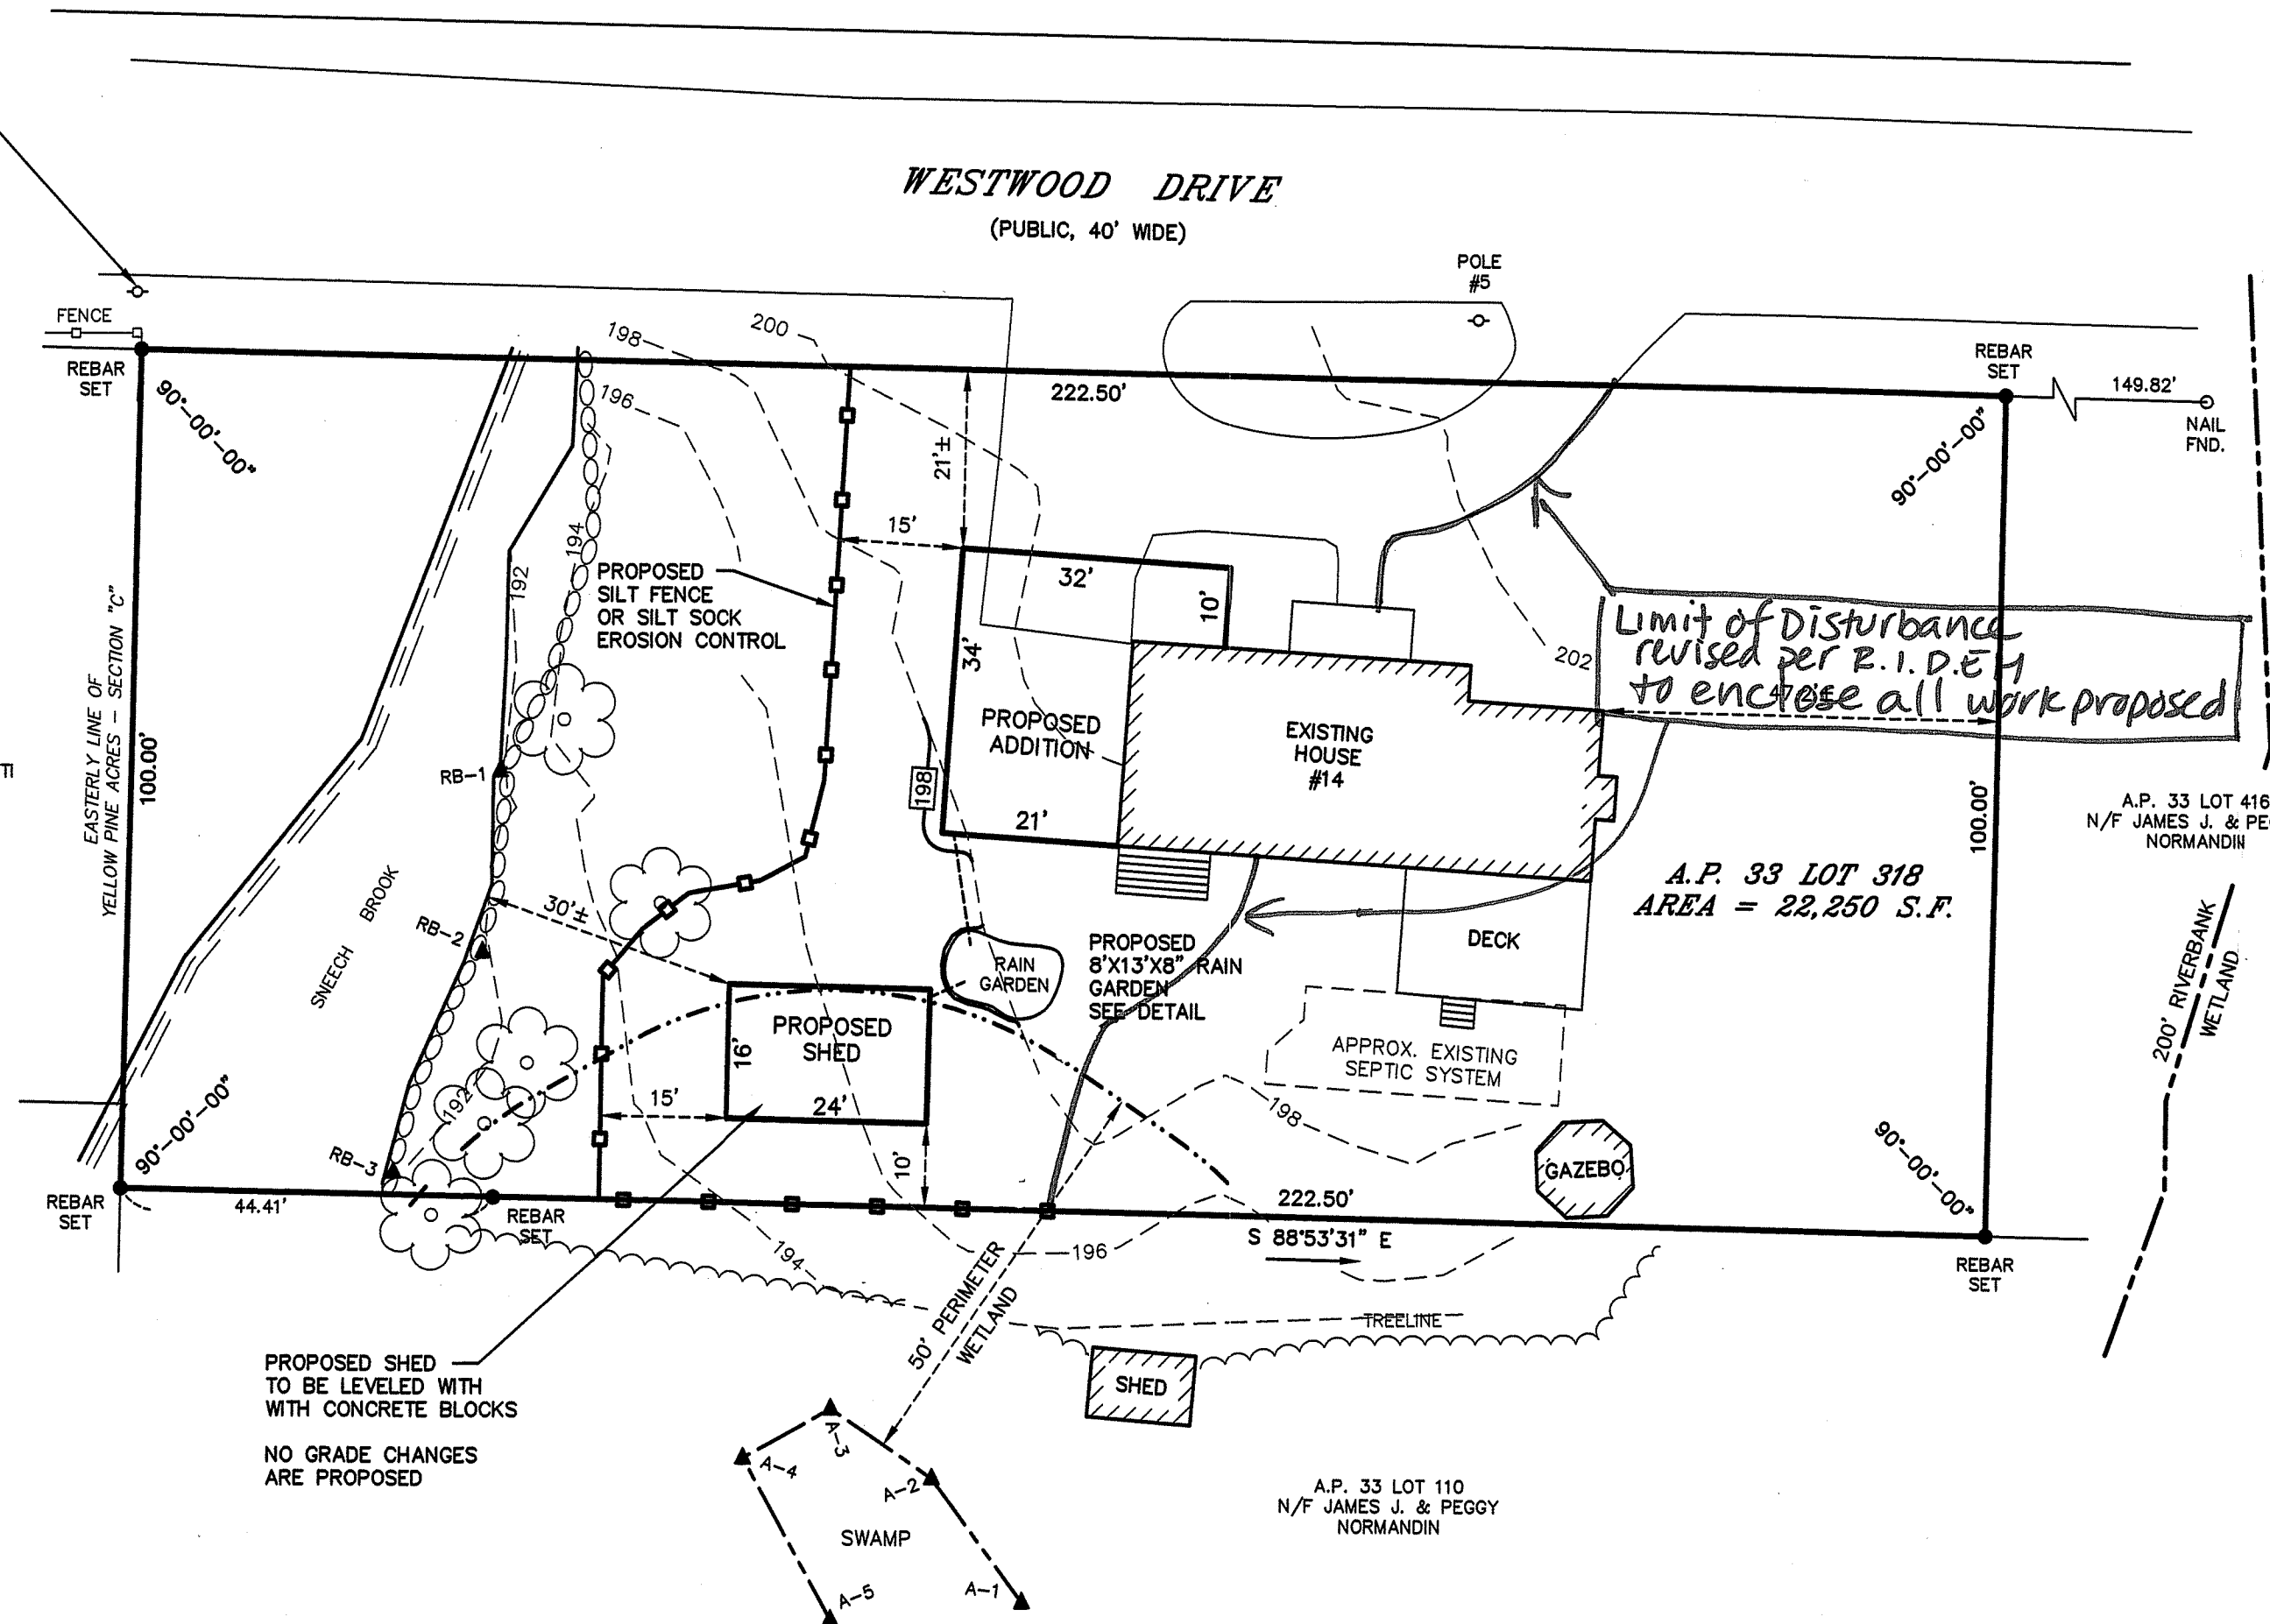 WESTWOOD DRIVE
(PUBLIC, 40' WIDE)
POLE
#5
FENCE
REBAR
SET
90°-00'-00"
198
200
196
222.50'
REBAR
SET
149.82'
NAIL
FND.
90°-00'-00"
21'±
15'
194
192
PROPOSED
SILT FENCE
OR SILT SOCK
EROSION CONTROL
32'
10'
34'
202
Limit of Disturbance
revised per R.I.D.E.M
to enclose all work proposed
EASTERLY LINE OF
YELLOW PINE ACRES - SECTION "C"
100.00'
PROPOSED
ADDITION
EXISTING
HOUSE
#14
RB-1
198
21'
100.00'
A.P. 33 LOT 416
N/F JAMES J. & PE
NORMANDIN
A.P. 33 LOT 318
AREA = 22,250 S.F.
SNEECH BROOK
RB-2
30'±
RAIN
GARDEN
PROPOSED
8'X13'X8" RAIN
GARDEN
SEE DETAIL
DECK
200' RIVERBANK
WETLAND
PROPOSED
SHED
16'
24'
15'
10'
APPROX. EXISTING
SEPTIC SYSTEM
198
192
90°-00'-00"
RB-3
GAZEBO
90°-00'-00"
REBAR
SET
44.41'
REBAR
SET
222.50'
S 88°53'31" E
REBAR
SET
194
196
50' PERIMETER
WETLAND
TREELINE
PROPOSED SHED
TO BE LEVELED WITH
WITH CONCRETE BLOCKS
NO GRADE CHANGES
ARE PROPOSED
SHED
A-3
A-4
A-2
SWAMP
A-5
A-1
A.P. 33 LOT 110
N/F JAMES J. & PEGGY
NORMANDIN